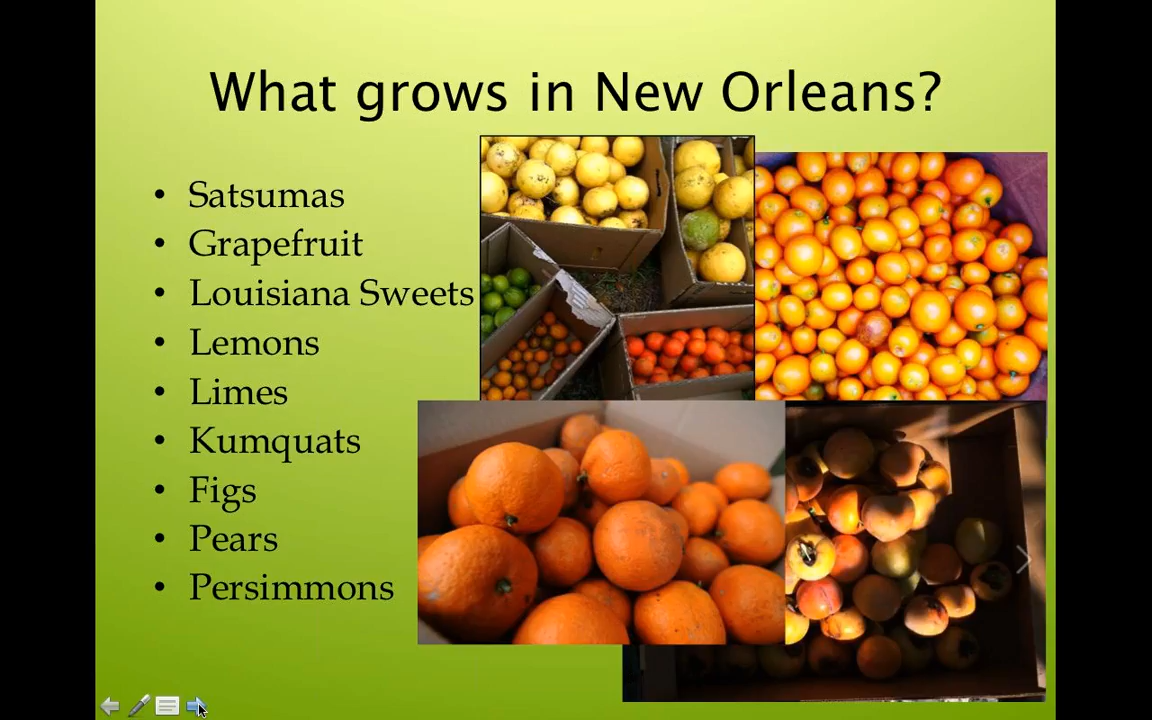 What grows in New Orleans?
• Satsumas
• Grapefruit
• Louisiana Sweets
• Lemons
• Limes
• Kumquats
• Figs
• Pears
• Persimmons